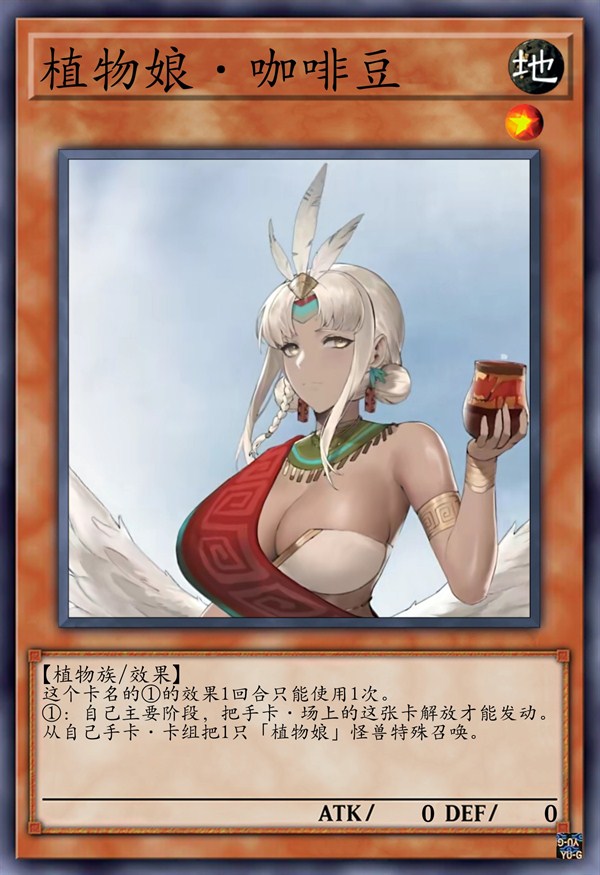 植物娘·咖啡豆
地
【植物族/效果】
这个卡名的①的效果1回合只能使用1次。
①：自己主要阶段，把手卡·场上的这张卡解放才能发动。
从自己手卡·卡组把1只「植物娘」怪兽特殊召唤。
ATK/ 0 DEF/ 0
YU-G